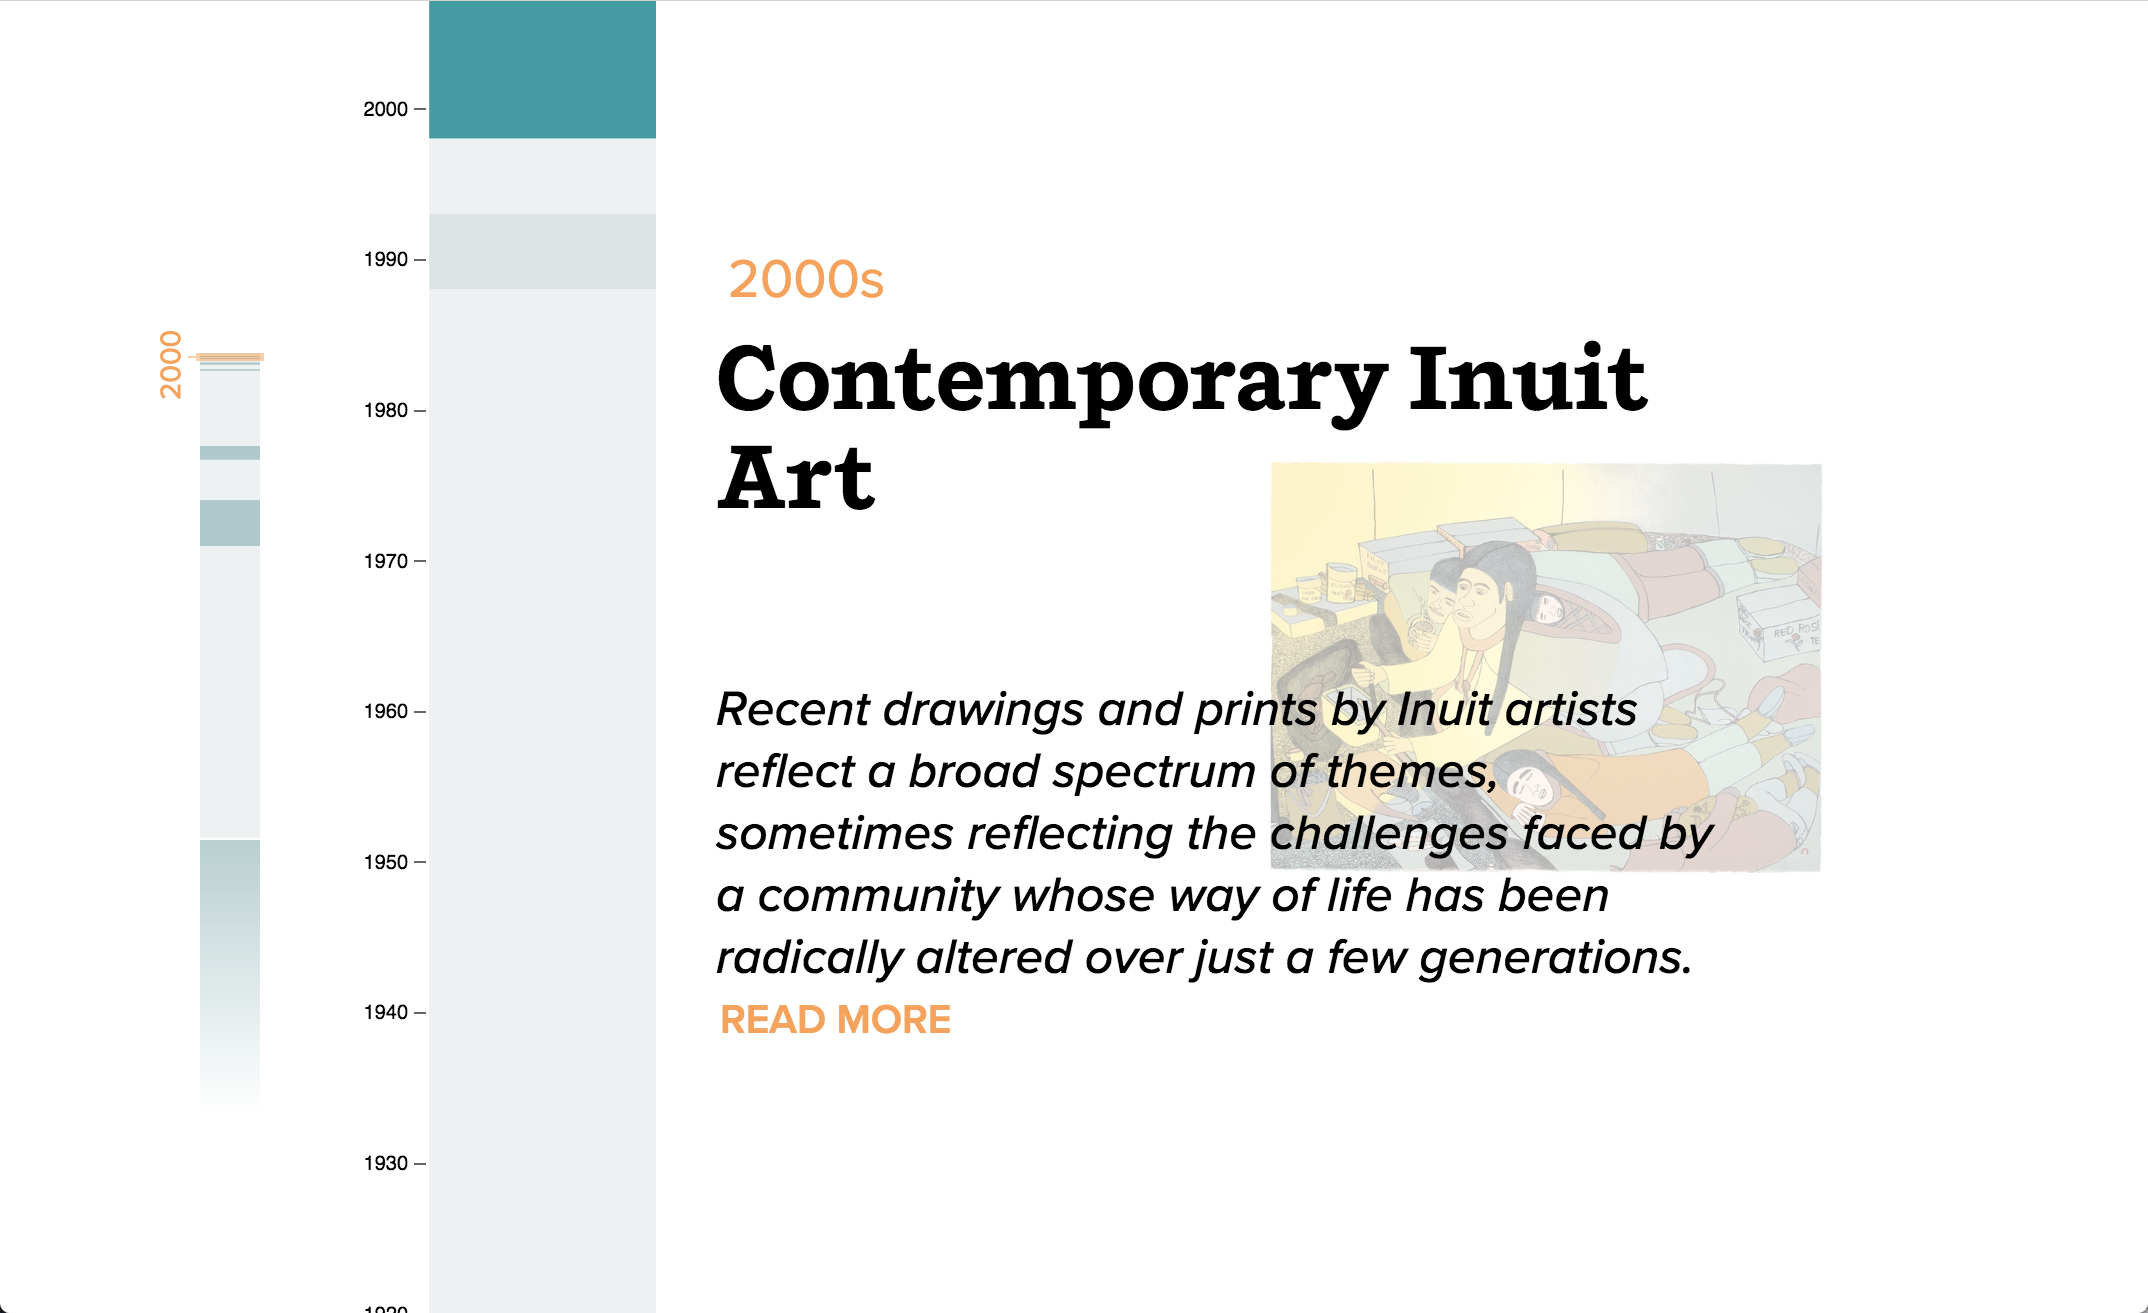 2000
2000
1990
1980
1970
1960
1950
1940
1930
2000s
Contemporary Inuit
Art
RED ROSE
TE
Recent drawings and prints by Inuit artists
reflect a broad spectrum of themes,
sometimes reflecting the challenges faced by
a community whose way of life has been
radically altered over just a few generations.
READ MORE